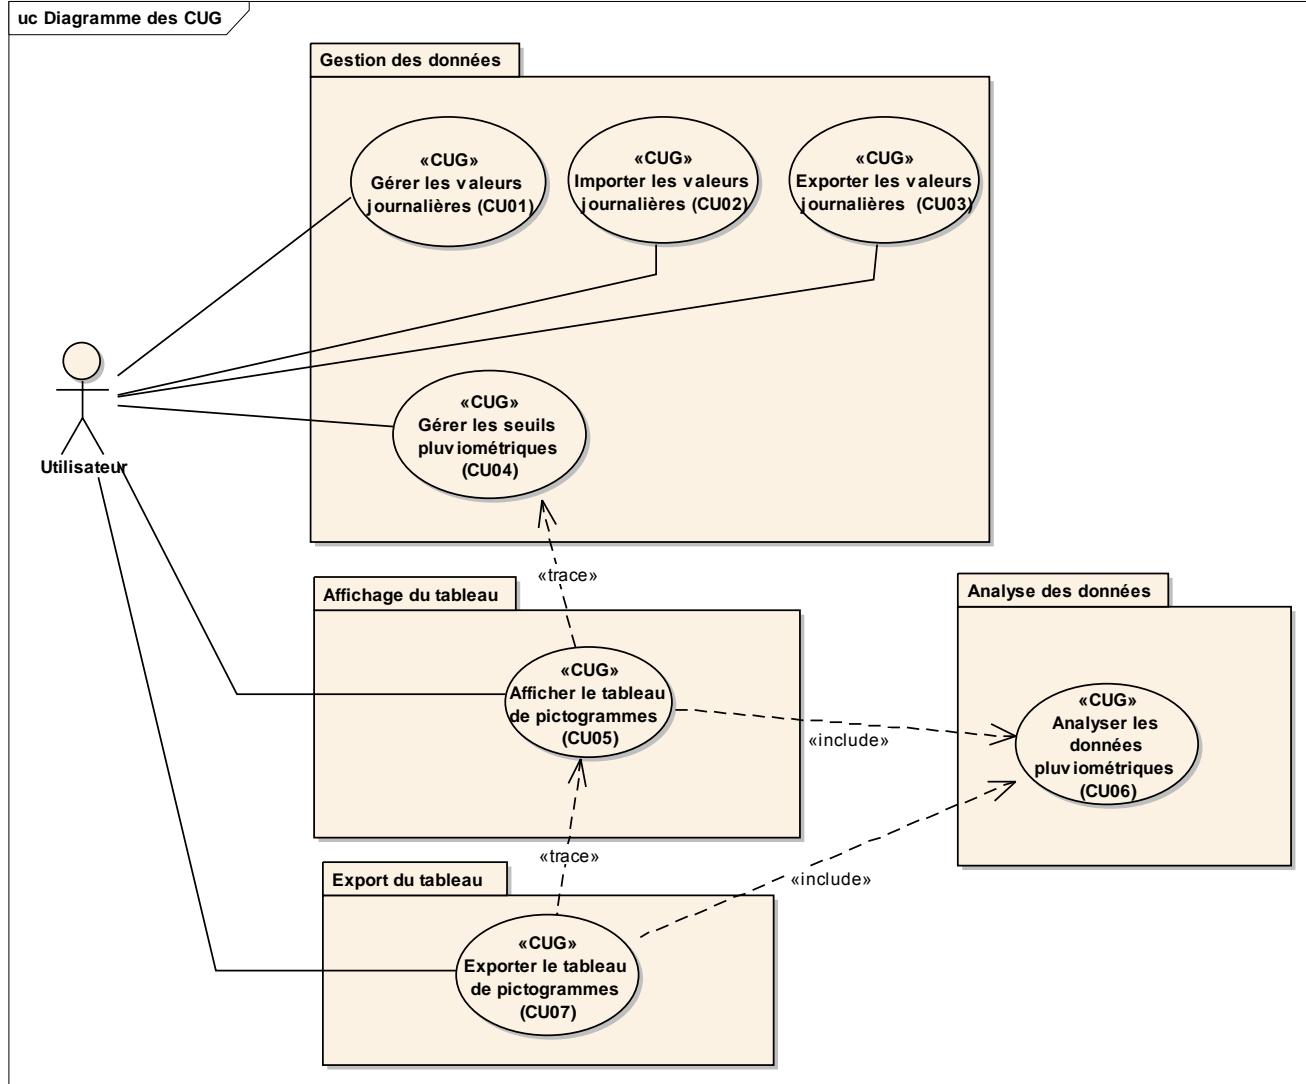 uc Diagramme des CUG
Gestion des données
«CUG»
Gérer les valeurs
journalières (CU01)
«CUG»
Importer les valeurs
journalières (CU02)
«CUG»
Exporter les valeurs
journalières (CU03)
Utilisateur
«CUG»
Gérer les seuils
pluviométriques
(CU04)
«trace»
Affichage du tableau
«CUG»
Afficher le tableau
de pictogrammes
(CU05)
«include»
Analyse des données
«CUG»
Analyser les
données
pluviométriques
(CU06)
«trace»
«include»
Export du tableau
«CUG»
Exporter le tableau
de pictogrammes
(CU07)